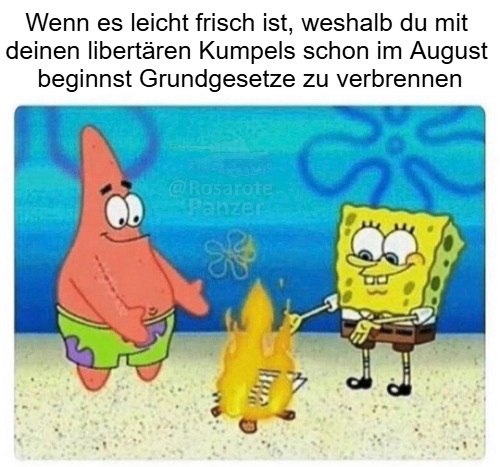 Wenn es leicht frisch ist, weshalb du mit
deinen libertären Kumpels schon im August
beginnst Grundgesetze zu verbrennen
@Rosarote
Panzer